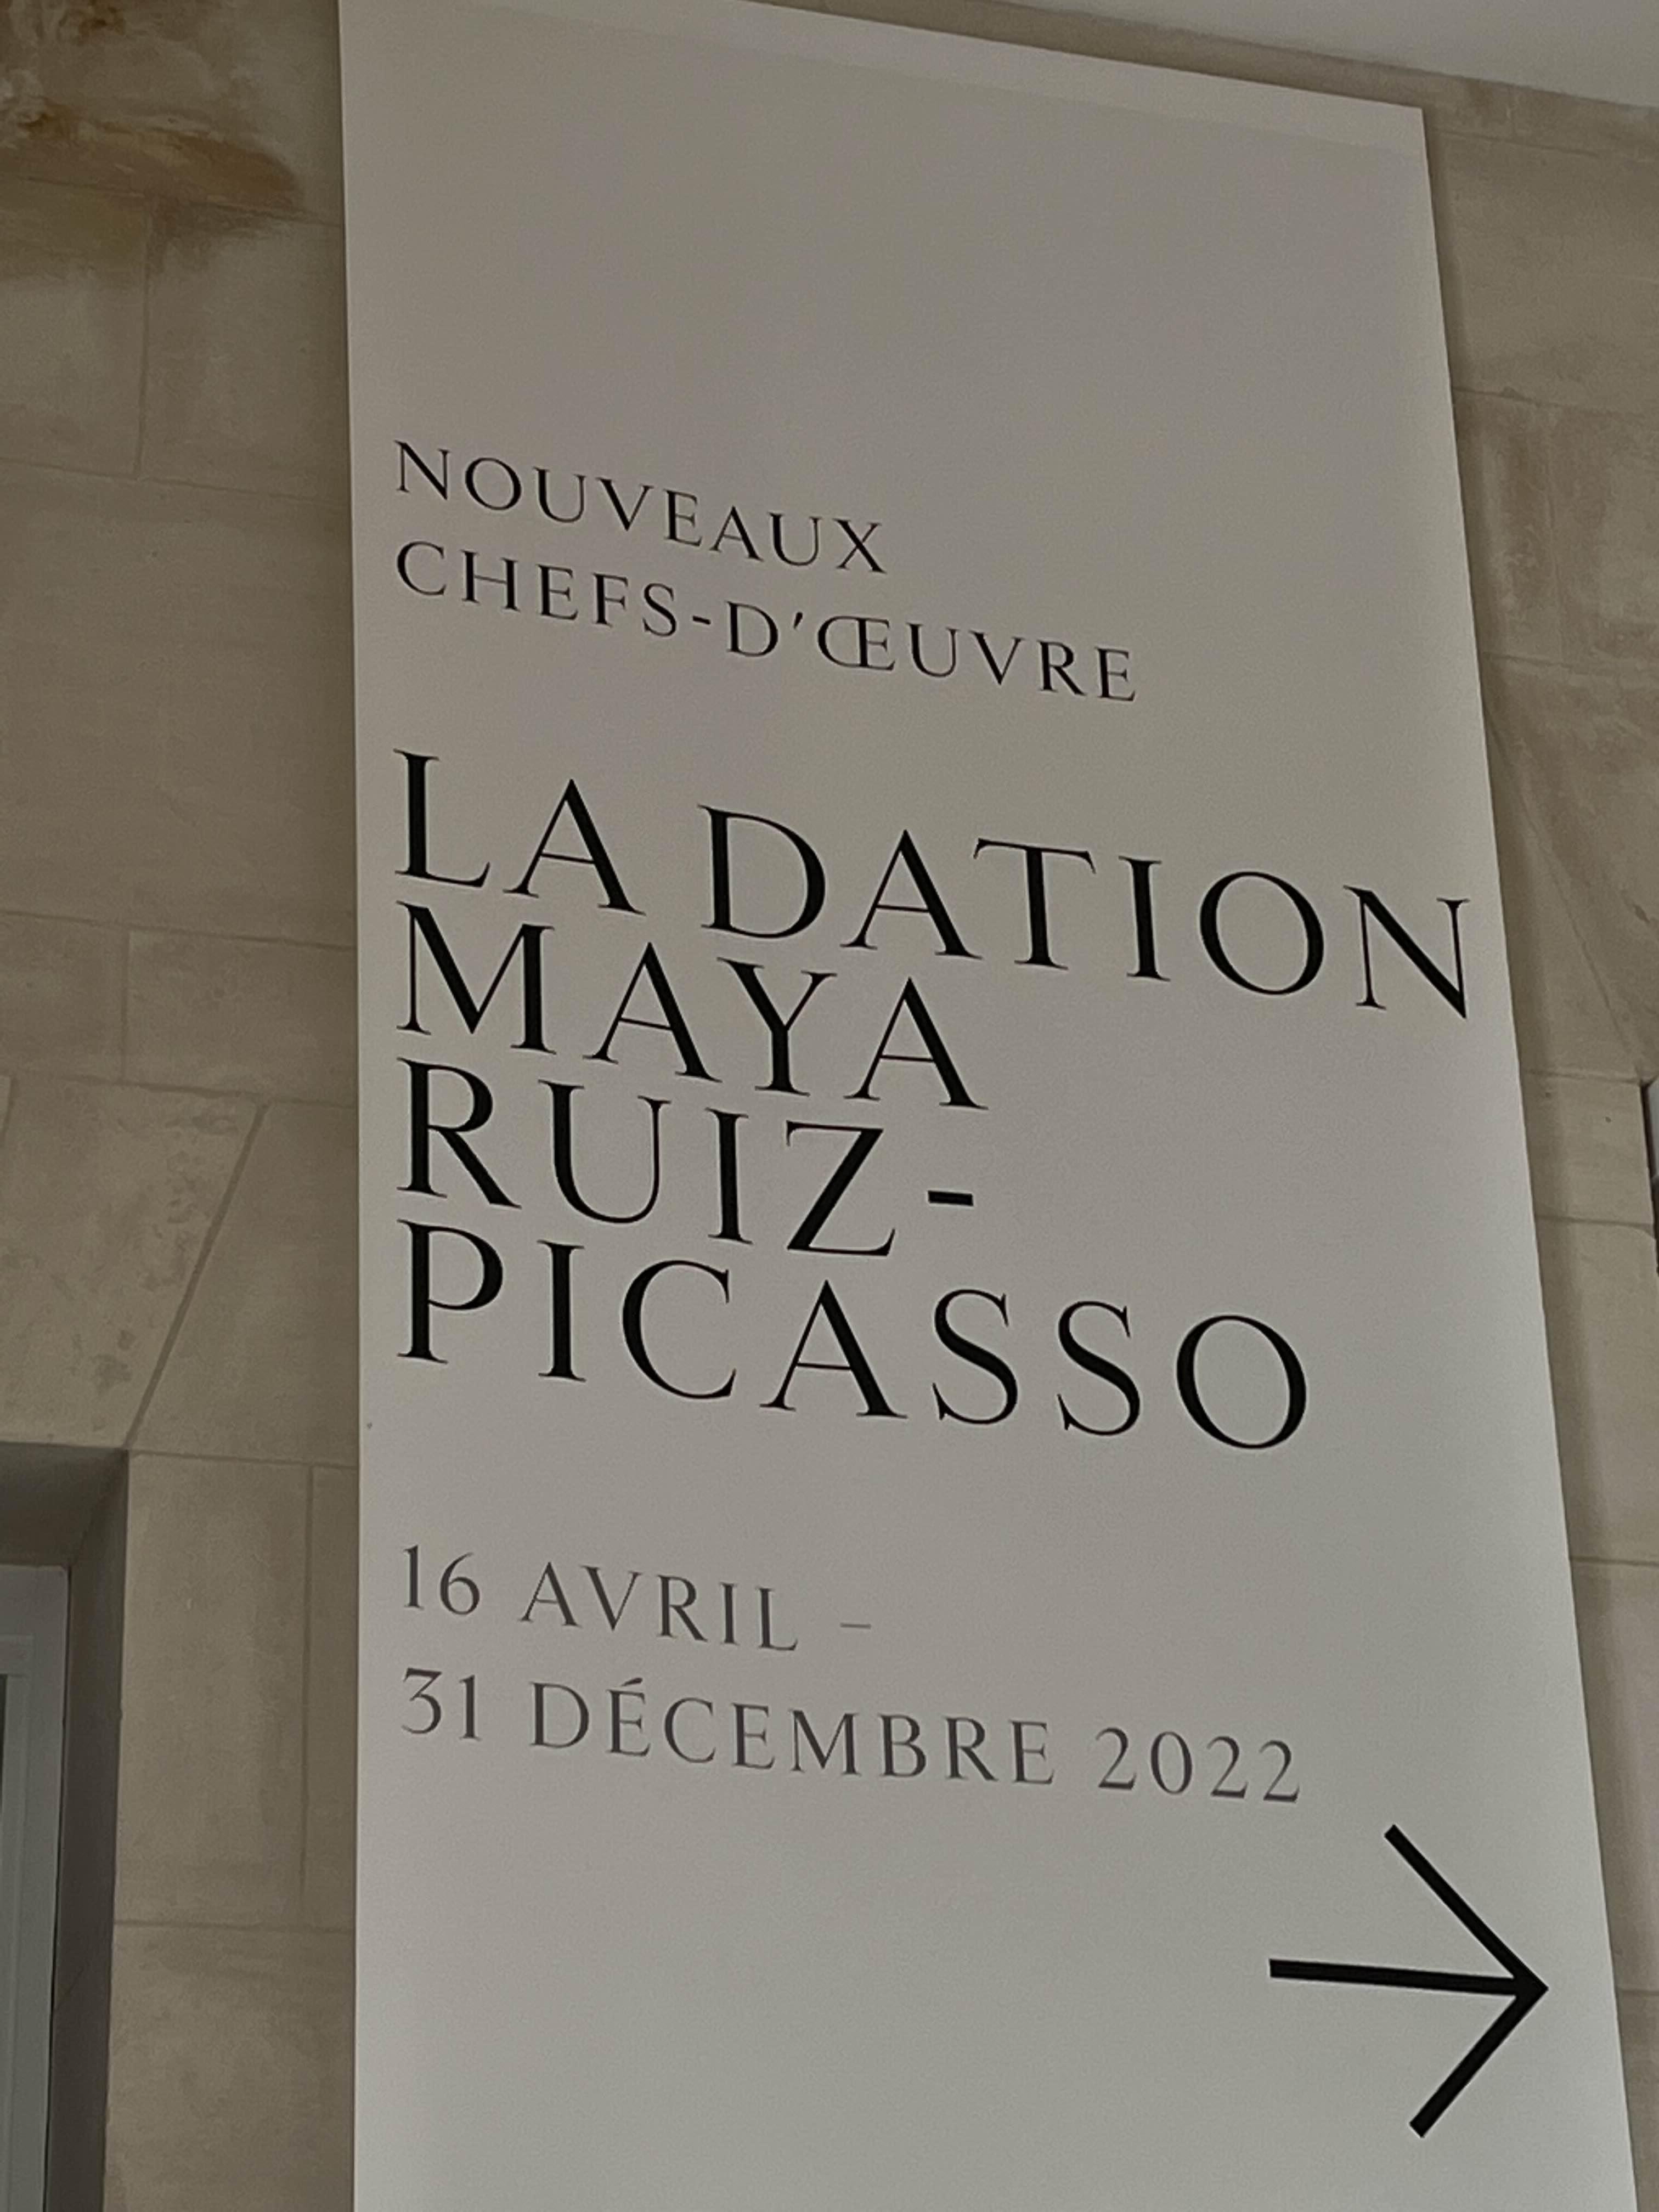 NOUVEAUX
CHEFS-D'ŒUVRE
LA DATION
MAYA
RUIZ-
PICASSO
16 AVRIL –
31 DÉCEMBRE 2022